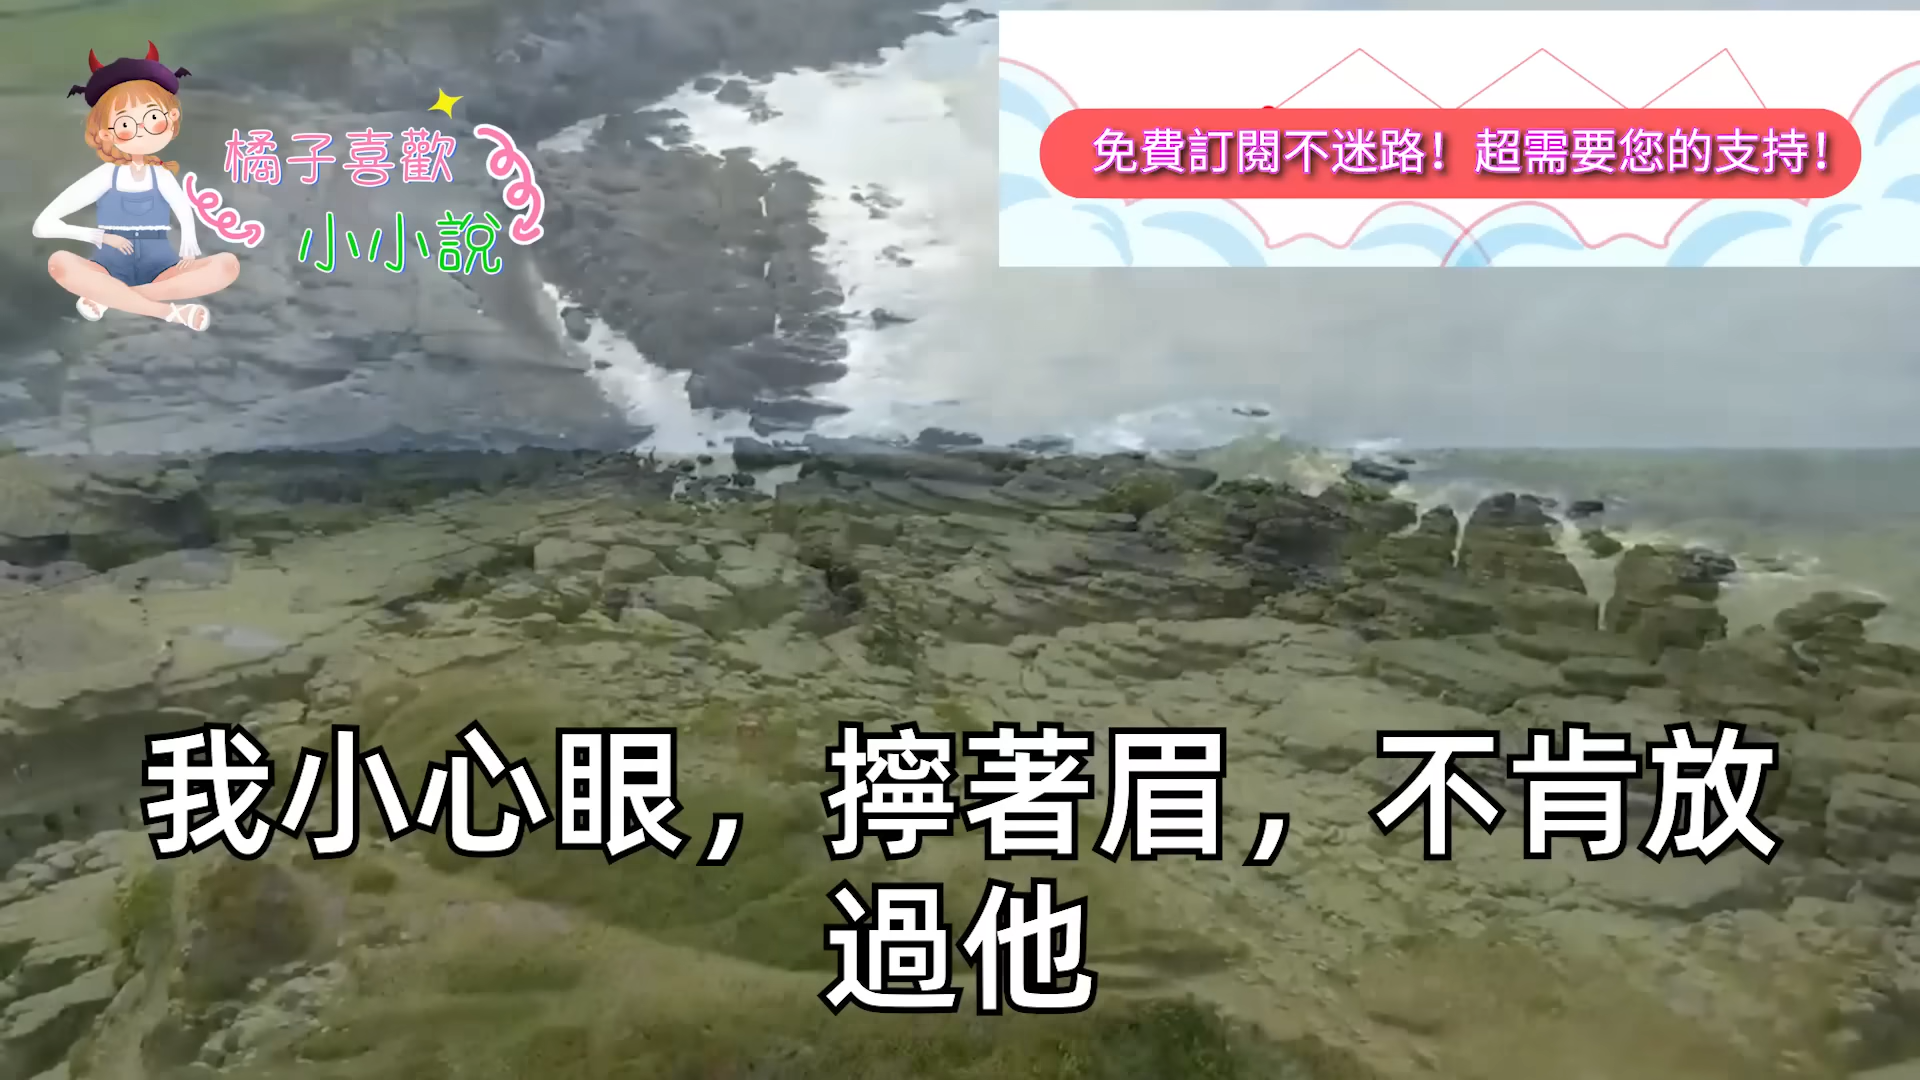 橘子喜歡
小小說
免費訂閱不迷路！超需要您的支持！
我小心眼，擰著眉，不肯放
過他